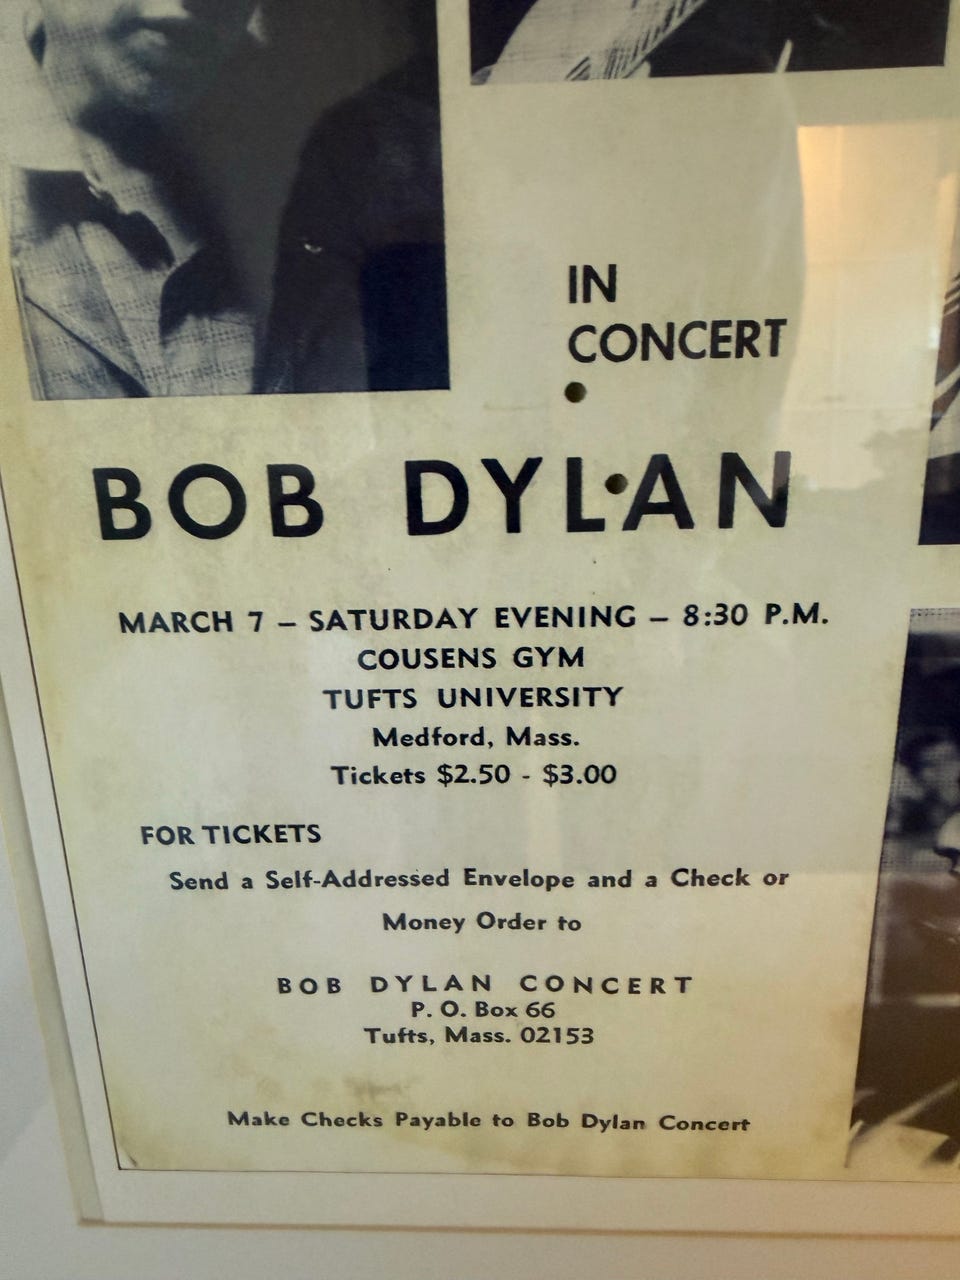 IN
CONCERT
BOB DYLAN
MARCH 7 – SATURDAY EVENING – 8:30 P.M.
COUSENS GYM
TUFTS UNIVERSITY
Medford, Mass.
Tickets $2.50 - $3.00
FOR TICKETS
Send a Self-Addressed Envelope and a Check or
Money Order to
BOB DYLAN CONCERT
P. O. Box 66
Tufts, Mass. 02153
Make Checks Payable to Bob Dylan Concert